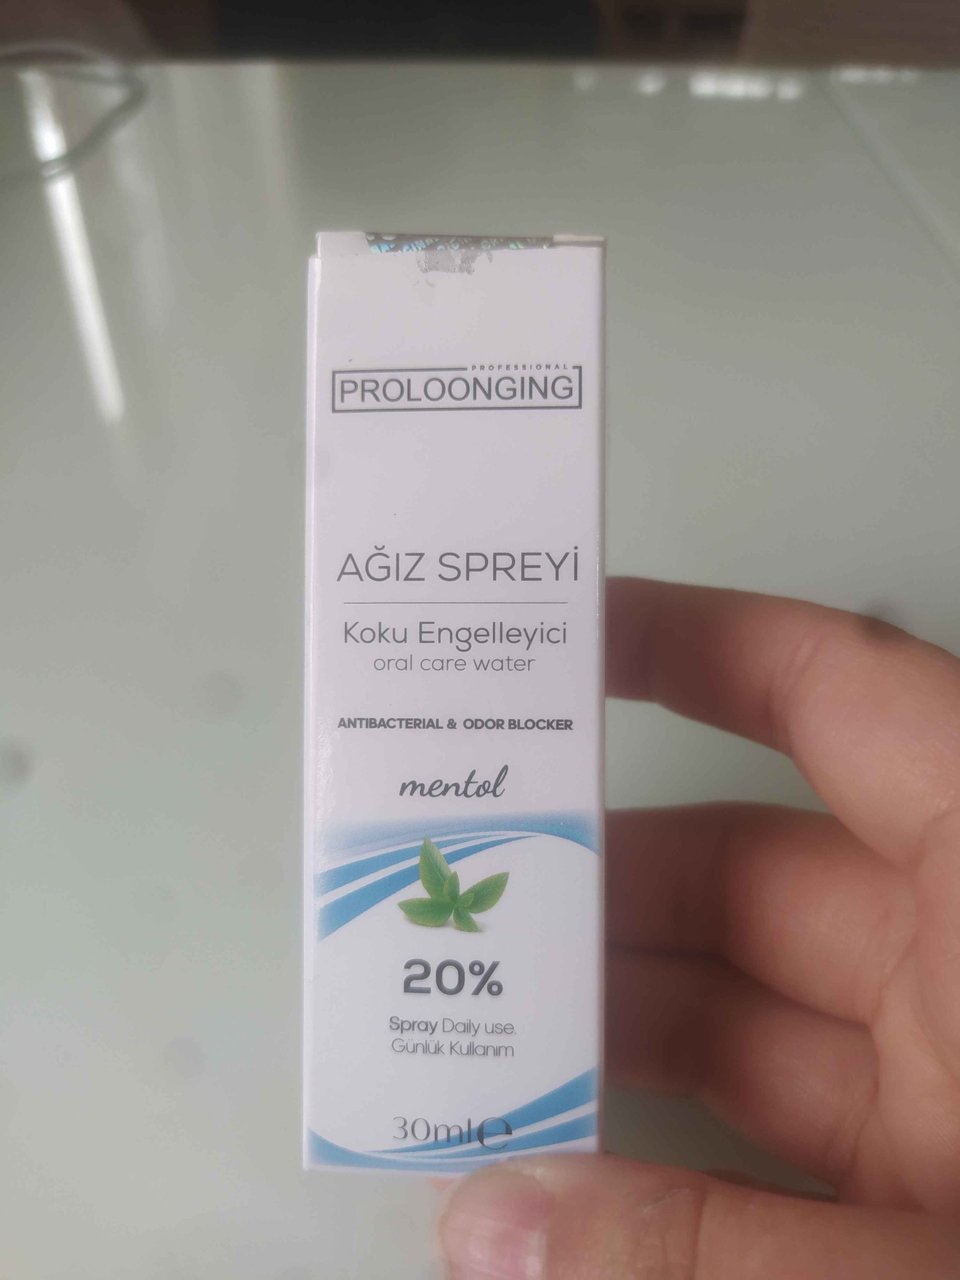 PROFESSIONAL
PROLOONGING
AĞIZ SPREYİ
Koku Engelleyici
oral care water
ANTIBACTERIAL & ODOR BLOCKER
mentol
20%
Spray Daily use.
Günlük Kullanım
30ml℮